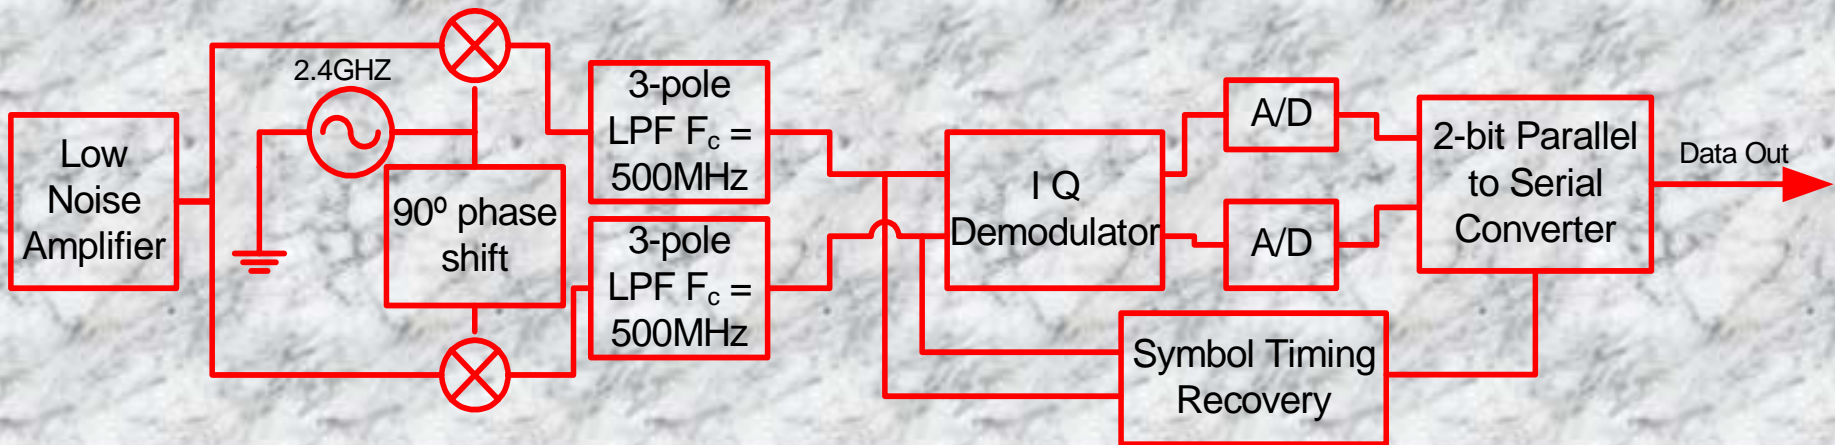 Low
Noise
Amplifier
2.4GHZ
90º phase
shift
3-pole
LPF Fc =
500MHz
3-pole
LPF Fc =
500MHz
I Q
Demodulator
A/D
A/D
2-bit Parallel
to Serial
Converter
Data Out
Symbol Timing
Recovery